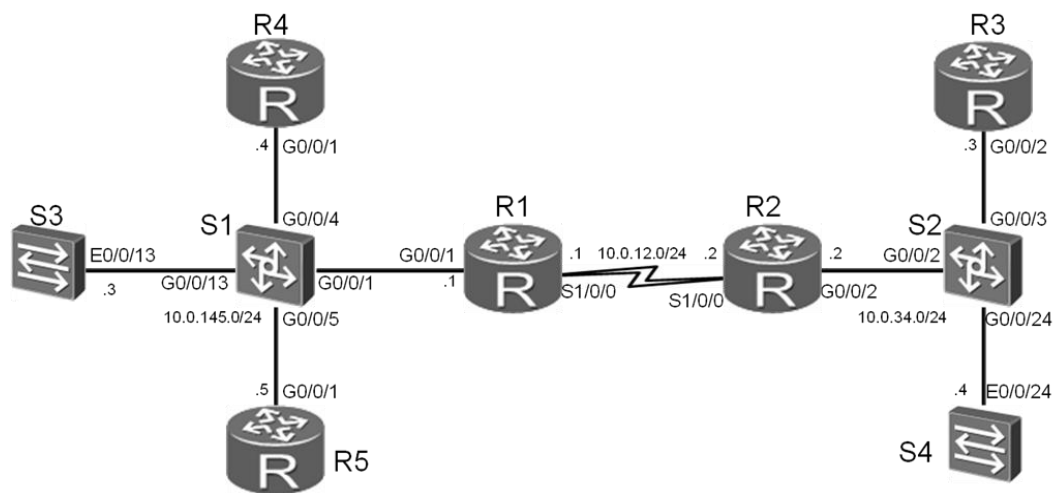 R4
R
.4 G0/0/1
R3
R
.3 G0/0/2
S3
E0/0/13
.3
S1
G0/0/4
G0/0/13
G0/0/1
10.0.145.0/24
G0/0/5
R1
G0/0/1
.1
R
.1 10.0.12.0/24 .2
S1/0/0
S1/0/0
R2
R
.2
G0/0/2
S2
G0/0/3
G0/0/2
10.0.34.0/24
G0/0/24
.5 G0/0/1
R
R5
.4 E0/0/24
S4